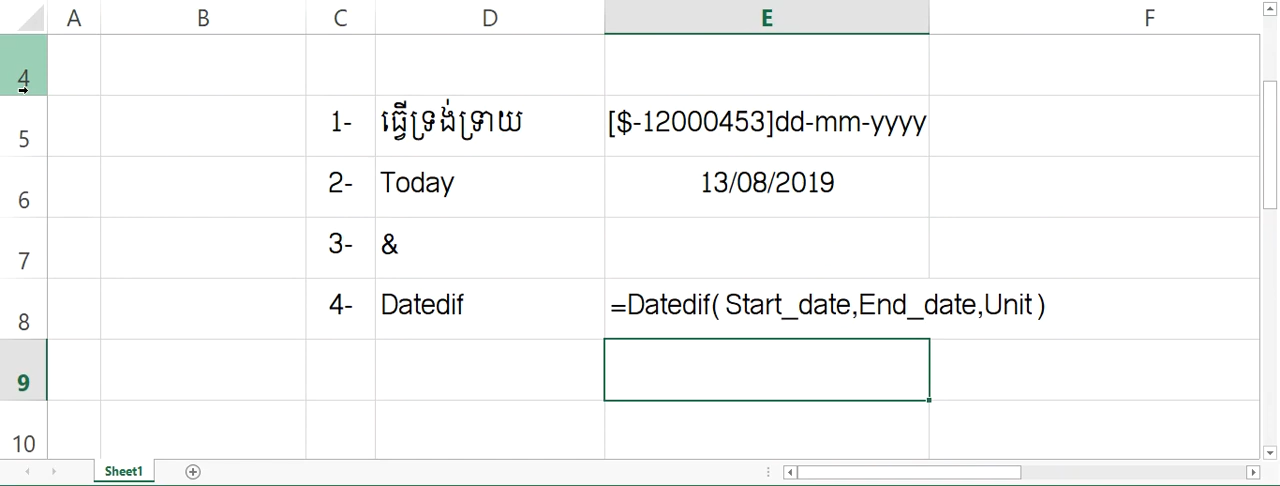 A B C D E F
4
5 1- ធ្វើទ្រង់ទ្រាយ [$-12000453]dd-mm-yyyy
6 2- Today 13/08/2019
7 3- &
8 4- Datedif =Datedif( Start_date,End_date,Unit )
9
10
Sheet1